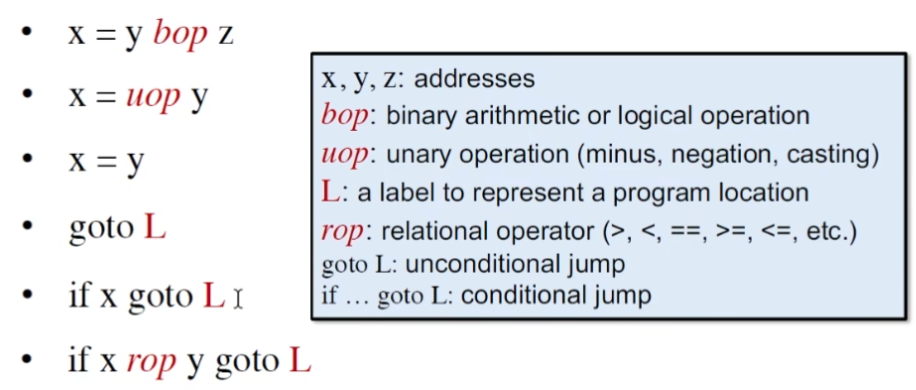 • x = y bop z
• x = uop y
• x = y
• goto L
• if x goto L
• if x rop y goto L
x, y, z: addresses
bop: binary arithmetic or logical operation
uop: unary operation (minus, negation, casting)
L: a label to represent a program location
rop: relational operator (>, <, ==, >=, <=, etc.)
goto L: unconditional jump
if … goto L: conditional jump